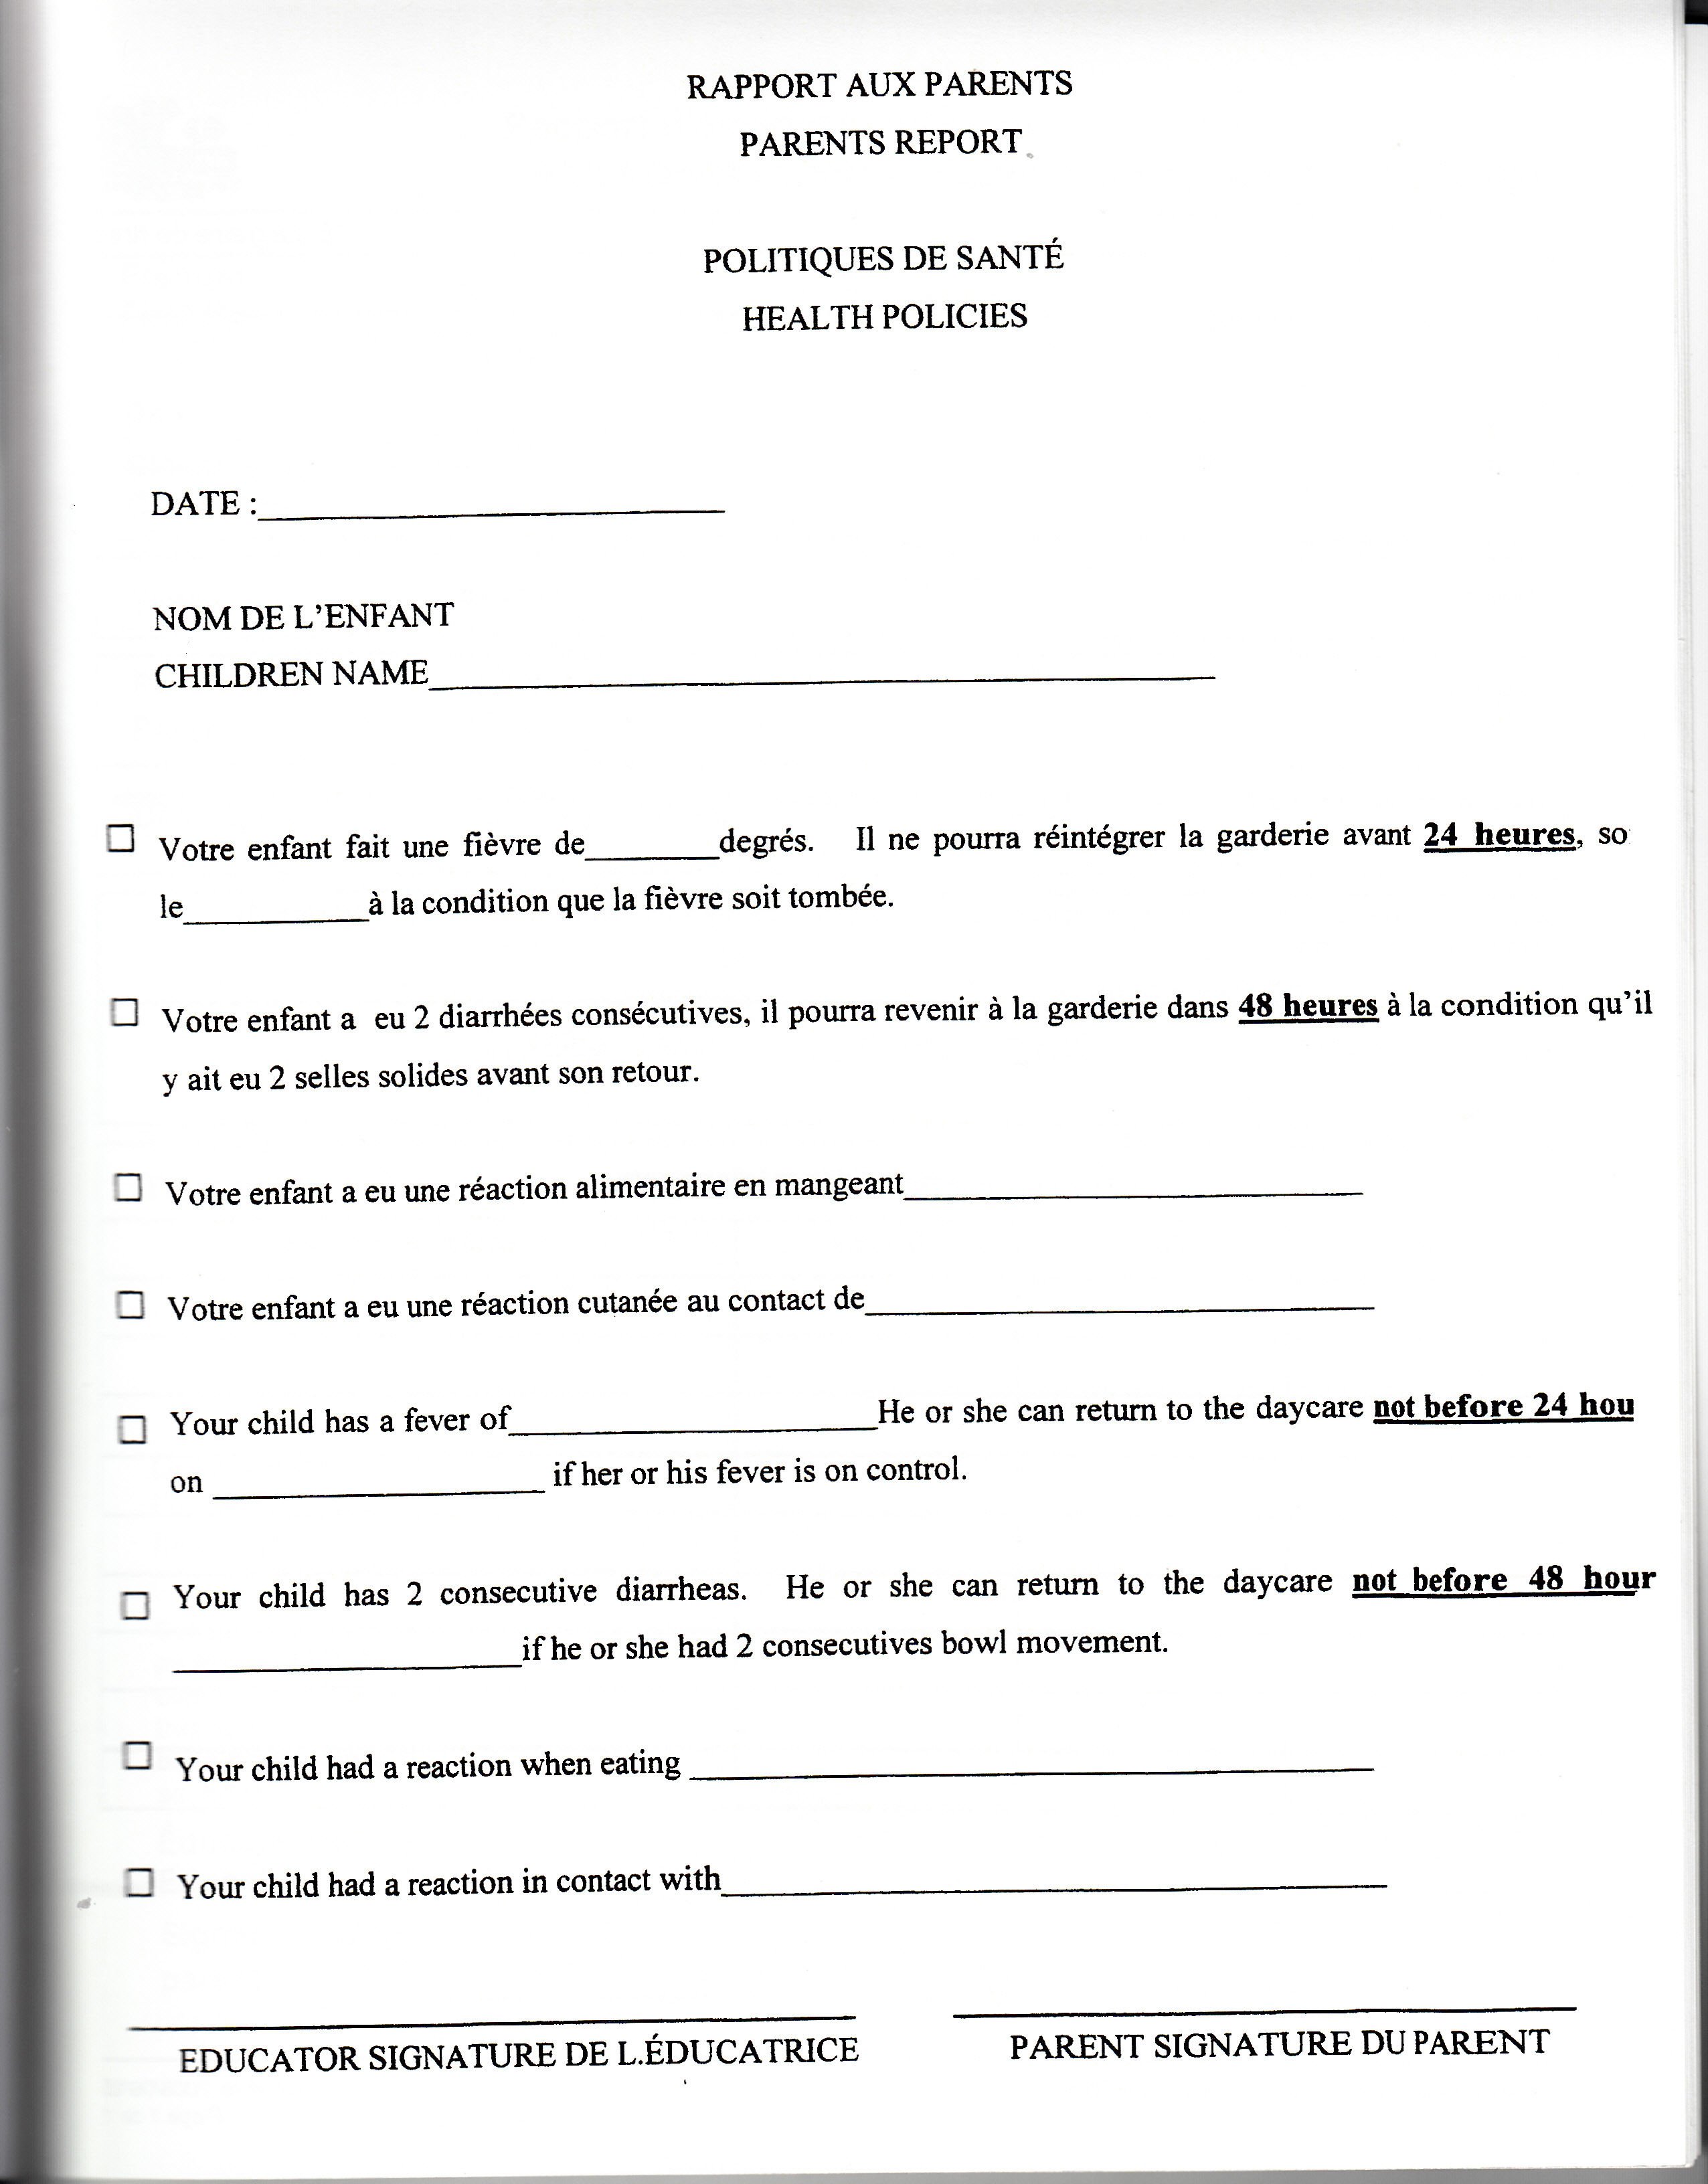 RAPPORT AUX PARENTS
PARENTS REPORT
POLITIQUES DE SANTÉ
HEALTH POLICIES
DATE :
NOM DE L'ENFANT
CHILDREN NAME
Votre enfant fait une fièvre de degrés. Il ne pourra réintégrer la garderie avant 24 heures, so
le à la condition que la fièvre soit tombée.
Votre enfant a eu 2 diarrhées consécutives, il pourra revenir à la garderie dans 48 heures à la condition qu'il
y ait eu 2 selles solides avant son retour.
Votre enfant a eu une réaction alimentaire en mangeant
Votre enfant a eu une réaction cutanée au contact de
Your child has a fever of He or she can return to the daycare not before 24 hou
on if her or his fever is on control.
Your child has 2 consecutive diarrheas. He or she can return to the daycare not before 48 hour
if he or she had 2 consecutives bowl movement.
Your child had a reaction when eating
Your child had a reaction in contact with
EDUCATOR SIGNATURE DE L.ÉDUCATRICE PARENT SIGNATURE DU PARENT